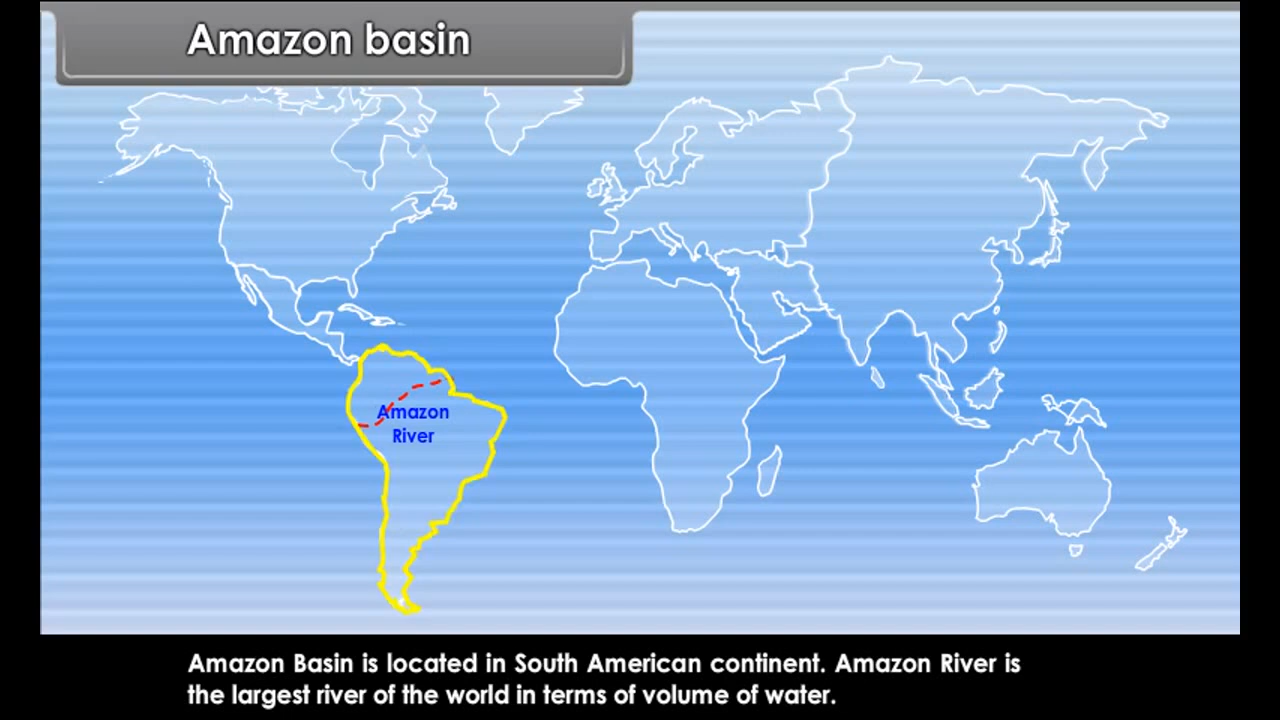 Amazon basin
Amazon
River
Amazon Basin is located in South American continent. Amazon River is
the largest river of the world in terms of volume of water.